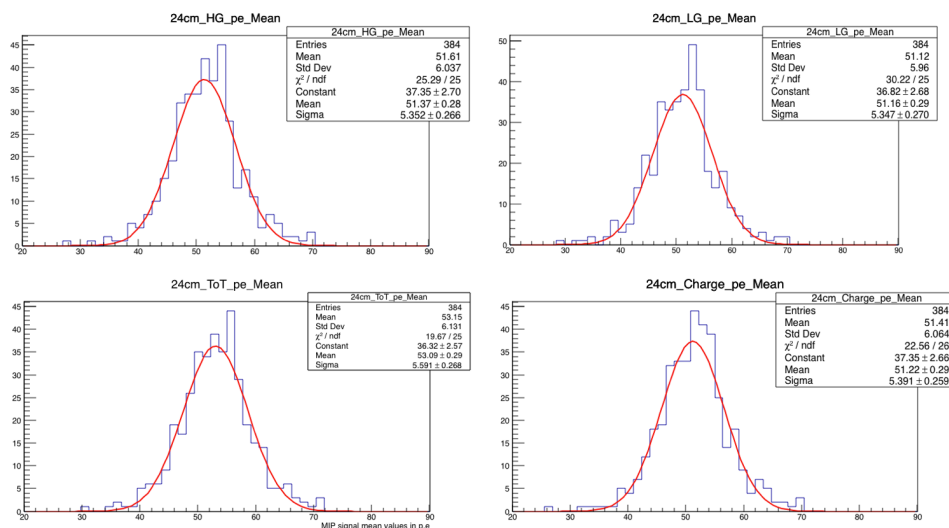 24cm_HG_pe_Mean
24cm_HG_pe_Mean
Entries 384
Mean 51.61
Std Dev 6.037
χ² / ndf 25.29 / 25
Constant 37.35 ± 2.70
Mean 51.37 ± 0.28
Sigma 5.352 ± 0.266
45
40
35
30
25
20
15
10
5
0
20 30 40 50 60 70 80 90
24cm_LG_pe_Mean
24cm_LG_pe_Mean
Entries 384
Mean 51.12
Std Dev 5.96
χ² / ndf 30.22 / 25
Constant 36.82 ± 2.68
Mean 51.16 ± 0.29
Sigma 5.347 ± 0.270
50
40
30
20
10
0
20 30 40 50 60 70 80 90
24cm_ToT_pe_Mean
24cm_ToT_pe_Mean
Entries 384
Mean 53.15
Std Dev 6.131
χ² / ndf 19.67 / 25
Constant 36.32 ± 2.57
Mean 53.09 ± 0.29
Sigma 5.591 ± 0.268
45
40
35
30
25
20
15
10
5
0
20 30 40 50 60 70 80 90
MIP signal mean values in p.e
24cm_Charge_pe_Mean
24cm_Charge_pe_Mean
Entries 384
Mean 51.41
Std Dev 6.064
χ² / ndf 22.56 / 26
Constant 37.35 ± 2.66
Mean 51.22 ± 0.29
Sigma 5.391 ± 0.259
45
40
35
30
25
20
15
10
5
0
20 30 40 50 60 70 80 90